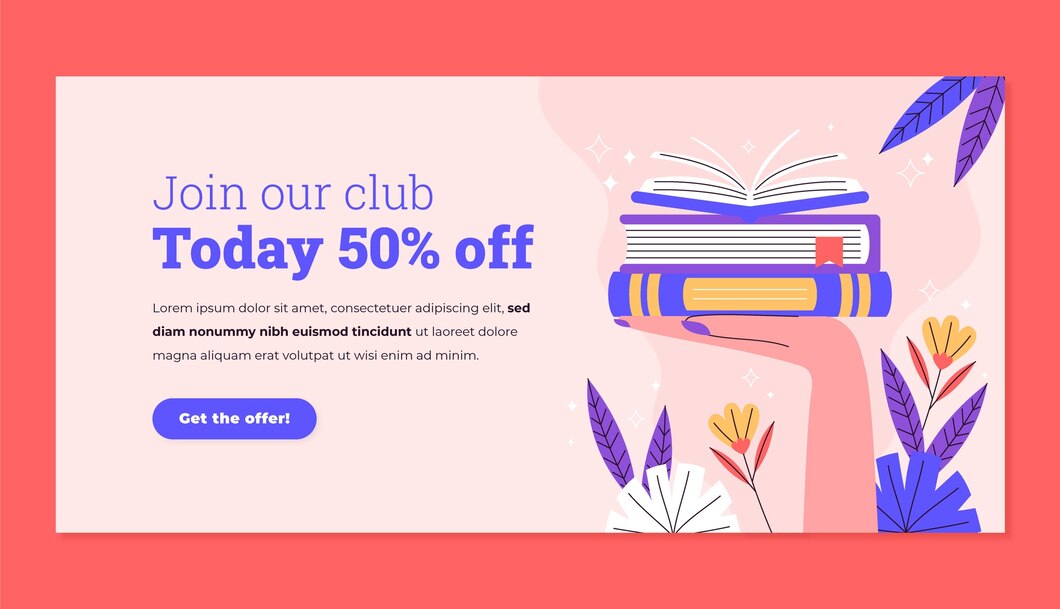 Join our club
Today 50% off
Lorem ipsum dolor sit amet, consectetuer adipiscing elit, sed
diam nonummy nibh euismod tincidunt ut laoreet dolore
magna aliquam erat volutpat ut wisi enim ad minim.
Get the offer!